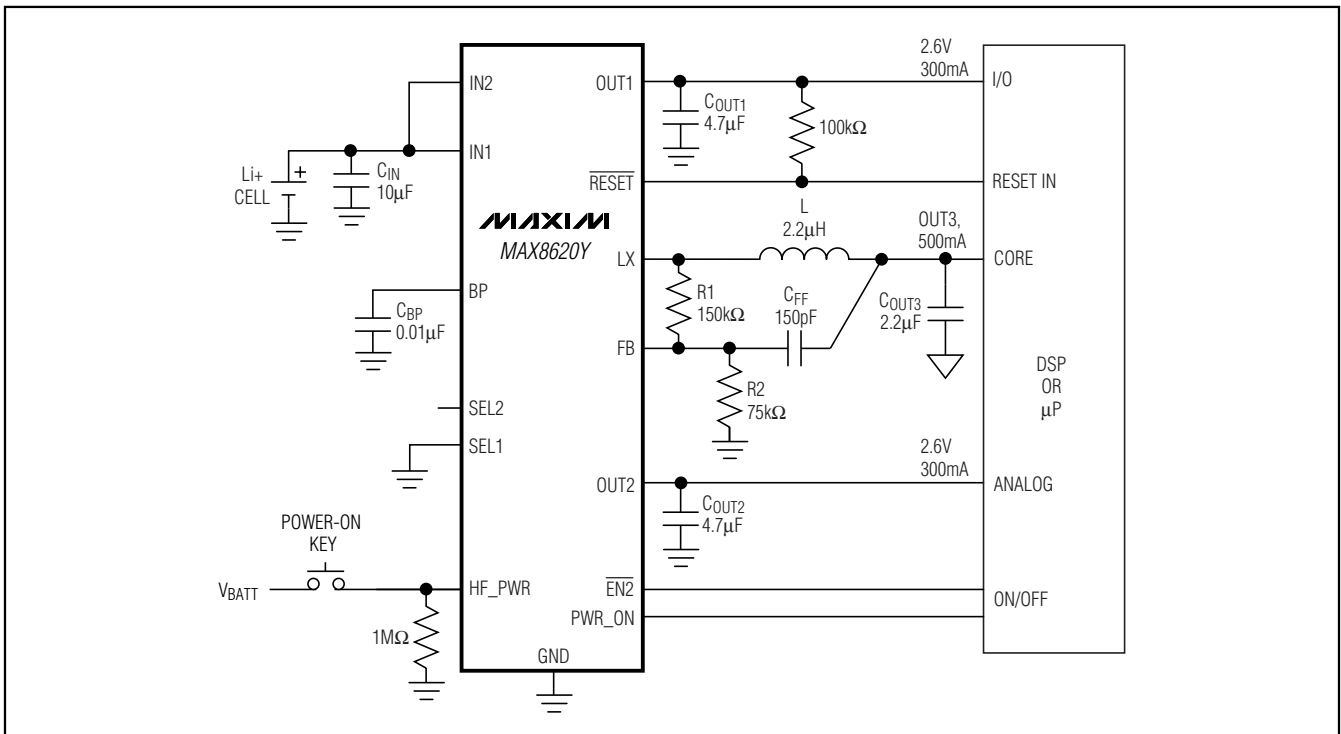 IN2
IN1
Li+
CELL
+
CIN
10µF
BP
CBP
0.01µF
SEL2
SEL1
POWER-ON
KEY
VBATT
HF_PWR
1MΩ
MAXIM
MAX8620Y
GND
OUT1
COUT1
4.7µF
100kΩ
2.6V
300mA
I/O
RESET
RESET IN
L
2.2µH
LX
OUT3,
500mA
CORE
R1
150kΩ
CFF
150pF
COUT3
2.2µF
FB
R2
75kΩ
DSP
OR
µP
2.6V
300mA
OUT2
ANALOG
COUT2
4.7µF
EN2
PWR_ON
ON/OFF